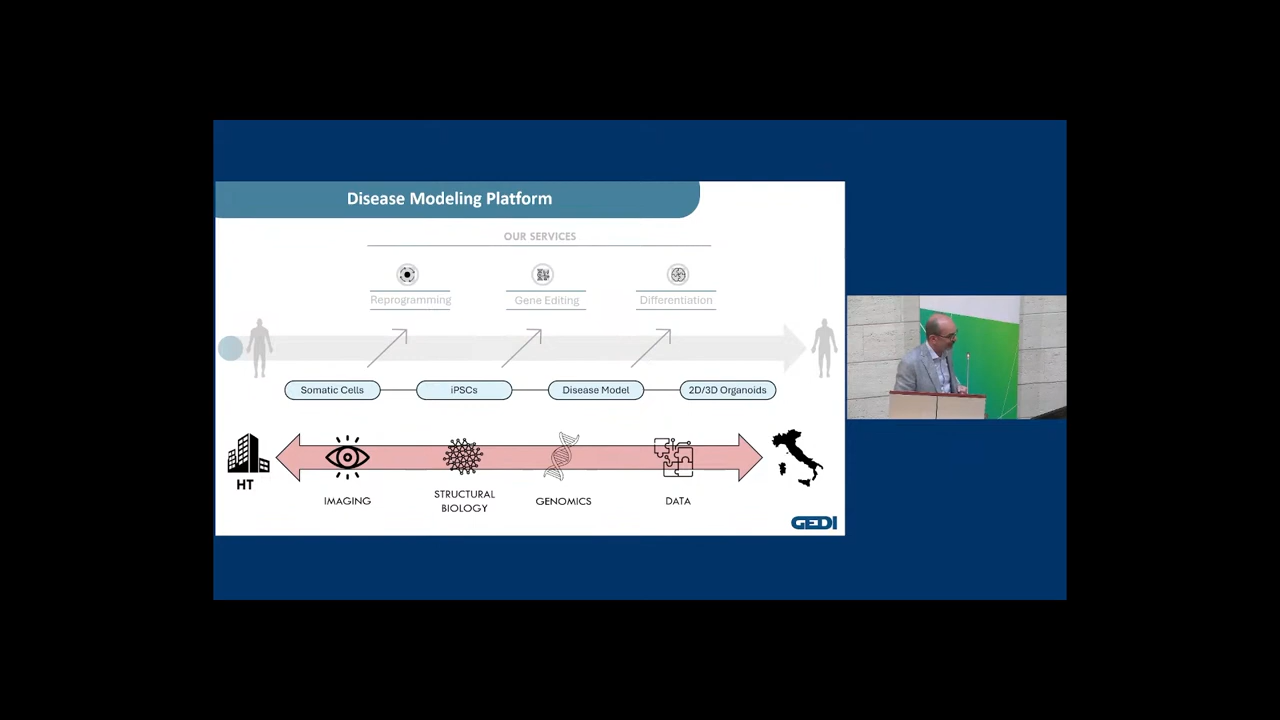 Disease Modeling Platform
OUR SERVICES
Reprogramming
Gene Editing
Differentiation
Somatic Cells
iPSCs
Disease Model
2D/3D Organoids
HT
IMAGING
STRUCTURAL
BIOLOGY
GENOMICS
DATA
GEDI